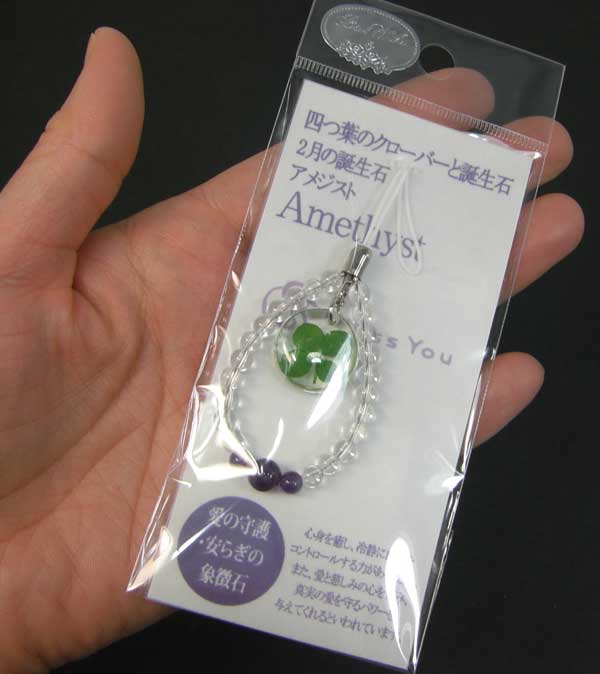 四つ葉のクローバーと誕生石
2月の誕生石
アメジスト
Amethyst
ss You
愛の守護
・安らぎの
象徴石
心身を癒し、冷静に
コントロールする力があ
また、愛と慈しみの心を
真実の愛を守るパワー
与えてくれるといわれています